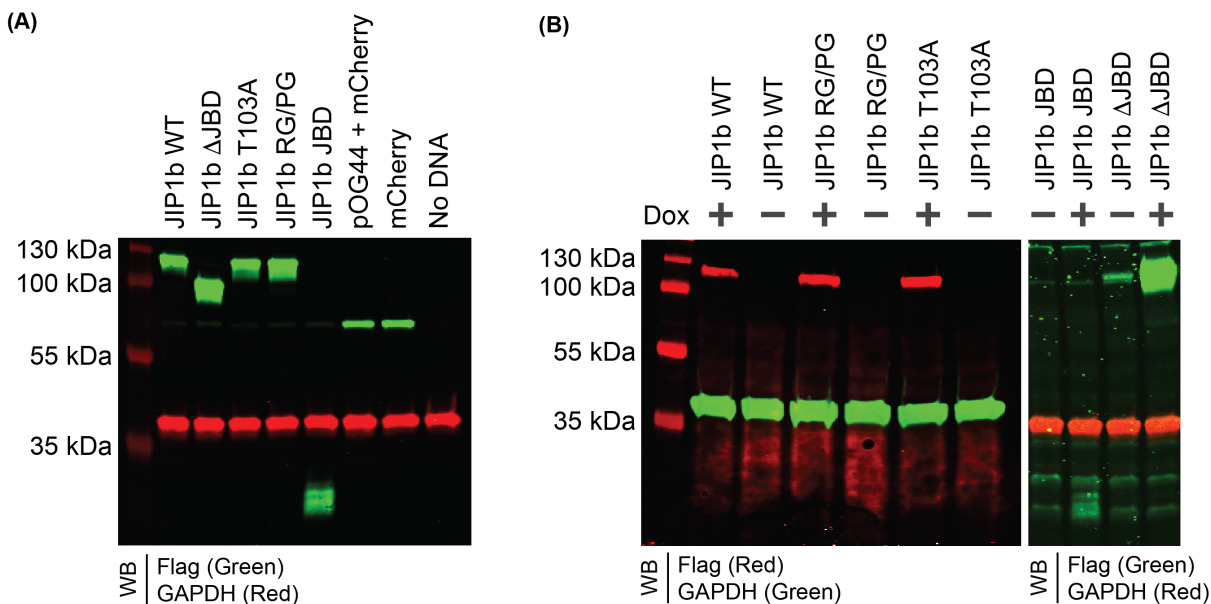 (A)
JIP1b WT
JIP1b ΔJBD
JIP1b T103A
JIP1b RG/PG
JIP1b JBD
pOG44 + mCherry
mCherry
No DNA
130 kDa
100 kDa
55 kDa
35 kDa
WB
Flag (Green)
GAPDH (Red)
(B)
JIP1b WT
JIP1b WT
JIP1b RG/PG
JIP1b RG/PG
JIP1b T103A
JIP1b T103A
JIP1b JBD
JIP1b JBD
JIP1b ΔJBD
JIP1b ΔJBD
Dox + − + − + − − + − +
130 kDa
100 kDa
55 kDa
35 kDa
WB
Flag (Red)
GAPDH (Green)
WB
Flag (Green)
GAPDH (Red)